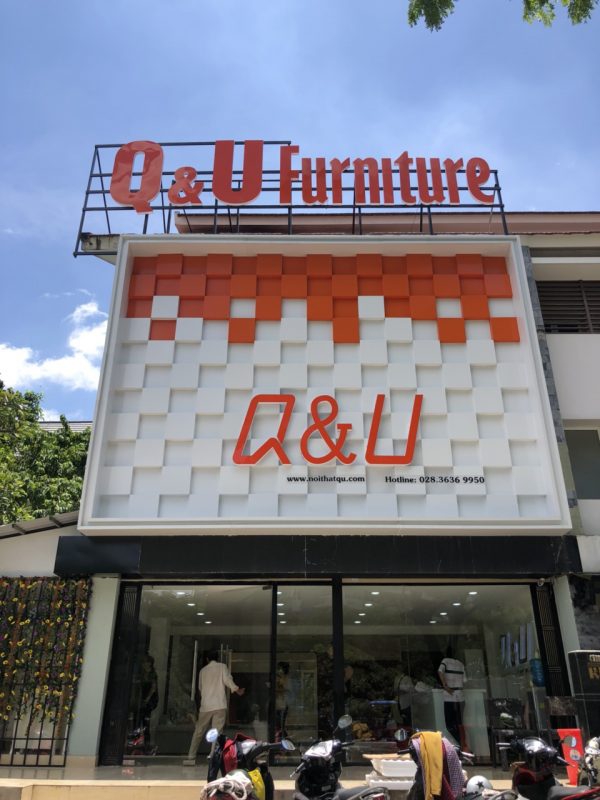 Q & U Furniture
Q&U
www.noithatqu.com Hotline: 028.3636 9950